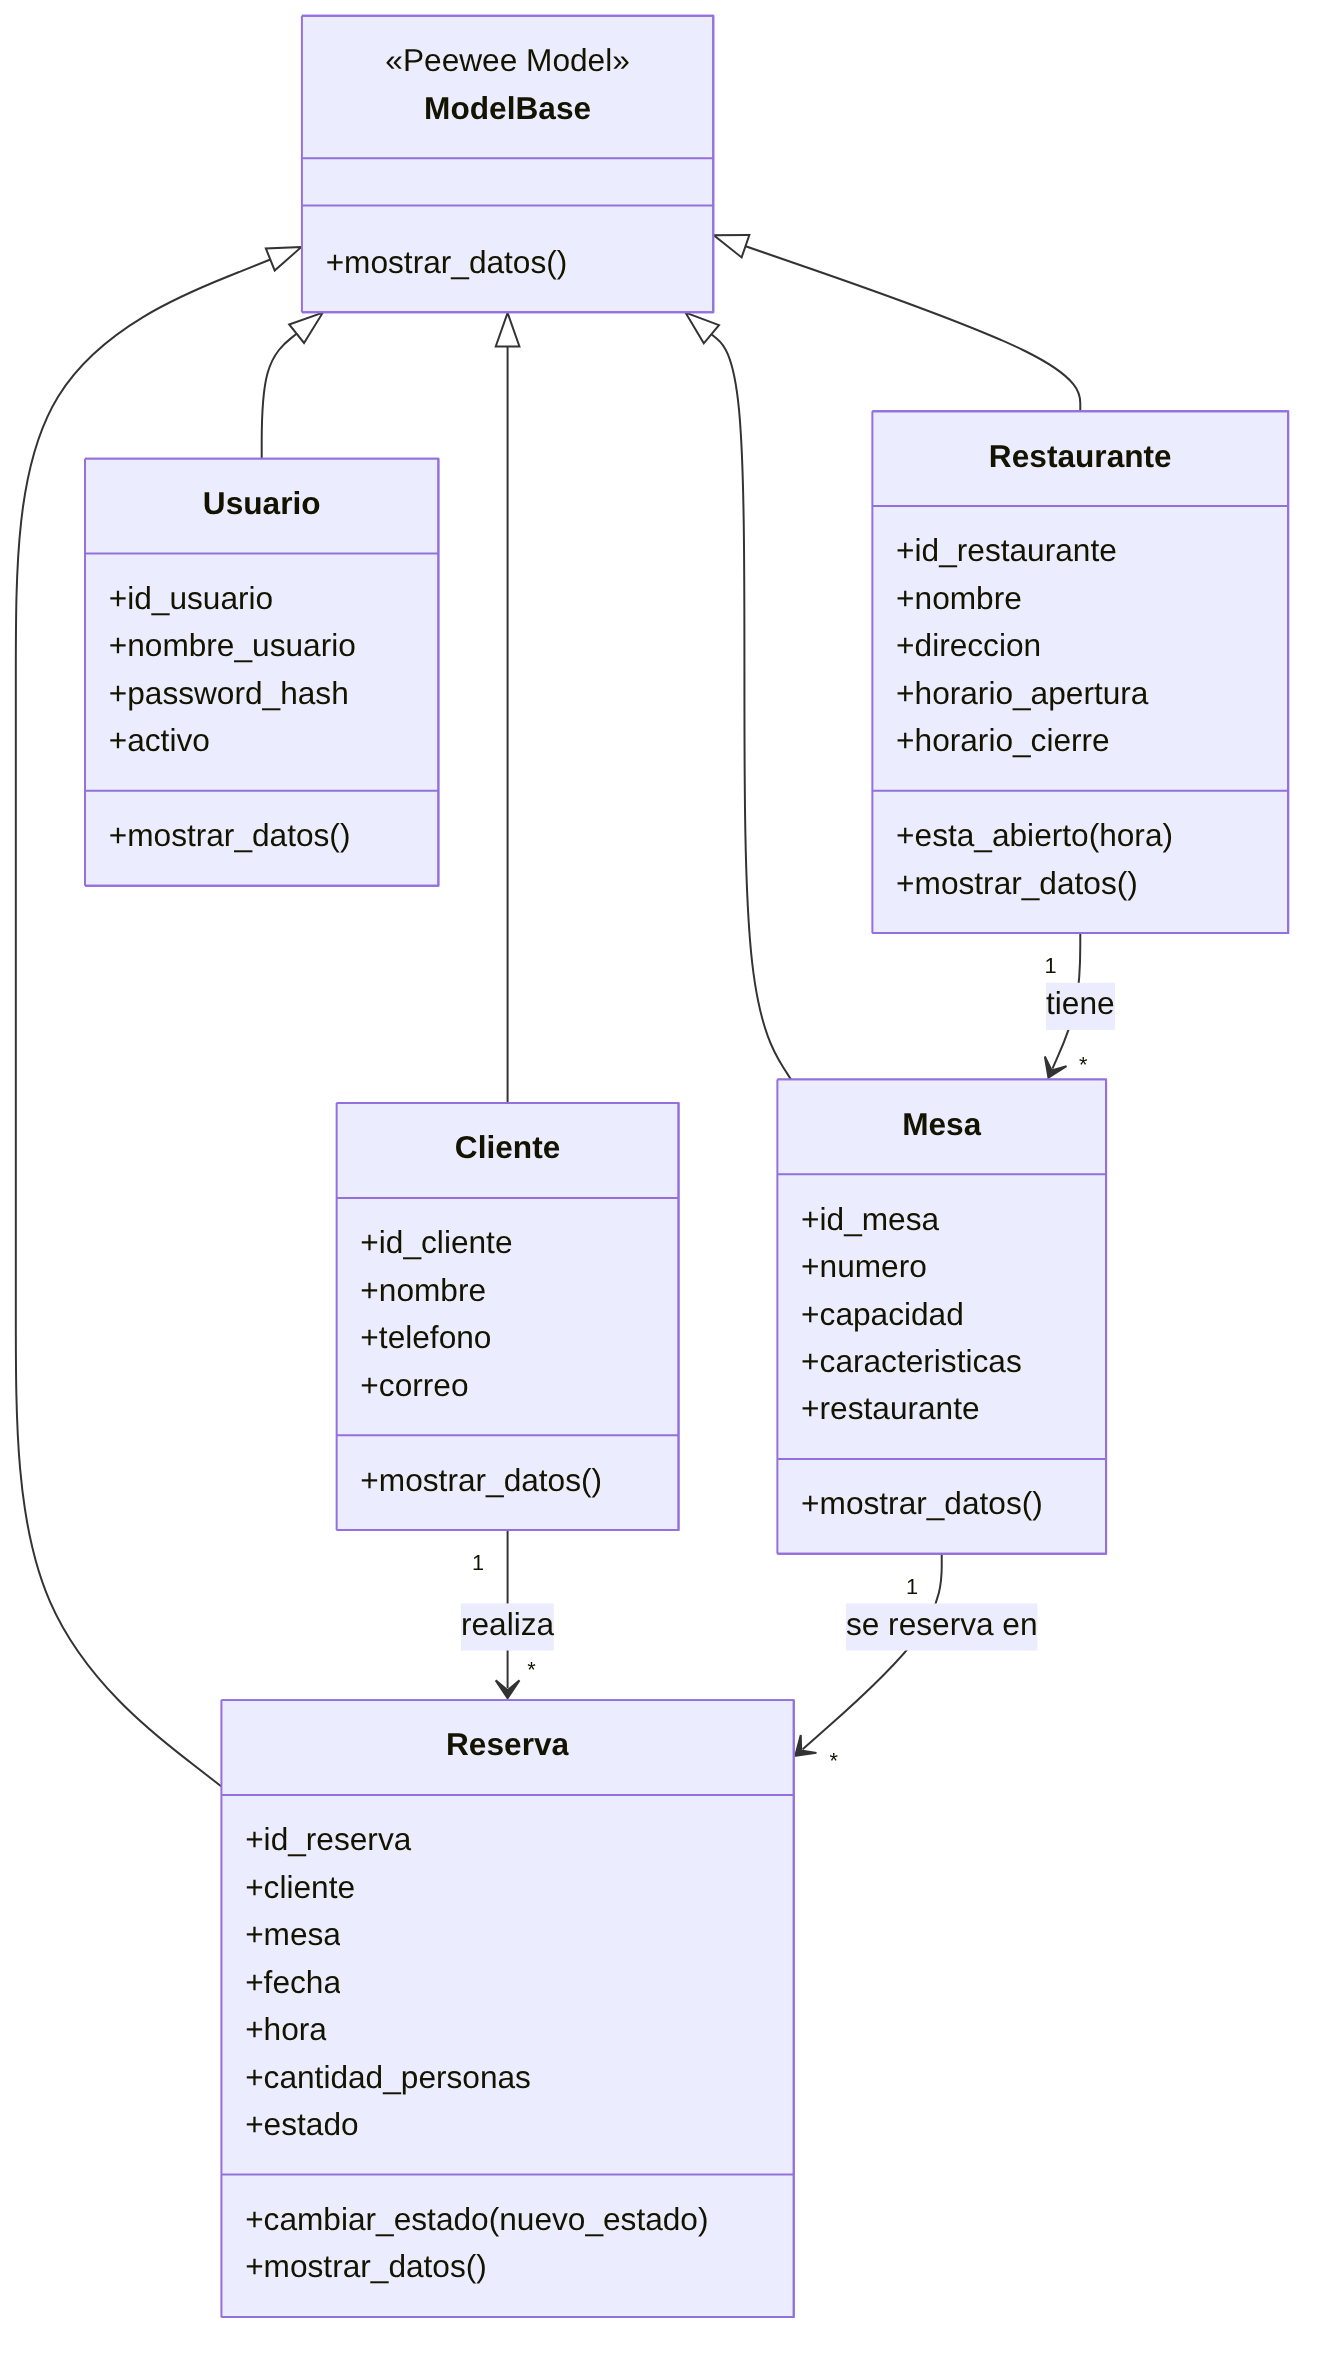 «Peewee Model»
ModelBase
+mostrar_datos()
Usuario
+id_usuario
+nombre_usuario
+password_hash
+activo
+mostrar_datos()
Restaurante
+id_restaurante
+nombre
+direccion
+horario_apertura
+horario_cierre
+esta_abierto(hora)
+mostrar_datos()
1
tiene
*
Cliente
+id_cliente
+nombre
+telefono
+correo
+mostrar_datos()
Mesa
+id_mesa
+numero
+capacidad
+caracteristicas
+restaurante
+mostrar_datos()
1
realiza
*
1
se reserva en
*
Reserva
+id_reserva
+cliente
+mesa
+fecha
+hora
+cantidad_personas
+estado
+cambiar_estado(nuevo_estado)
+mostrar_datos()